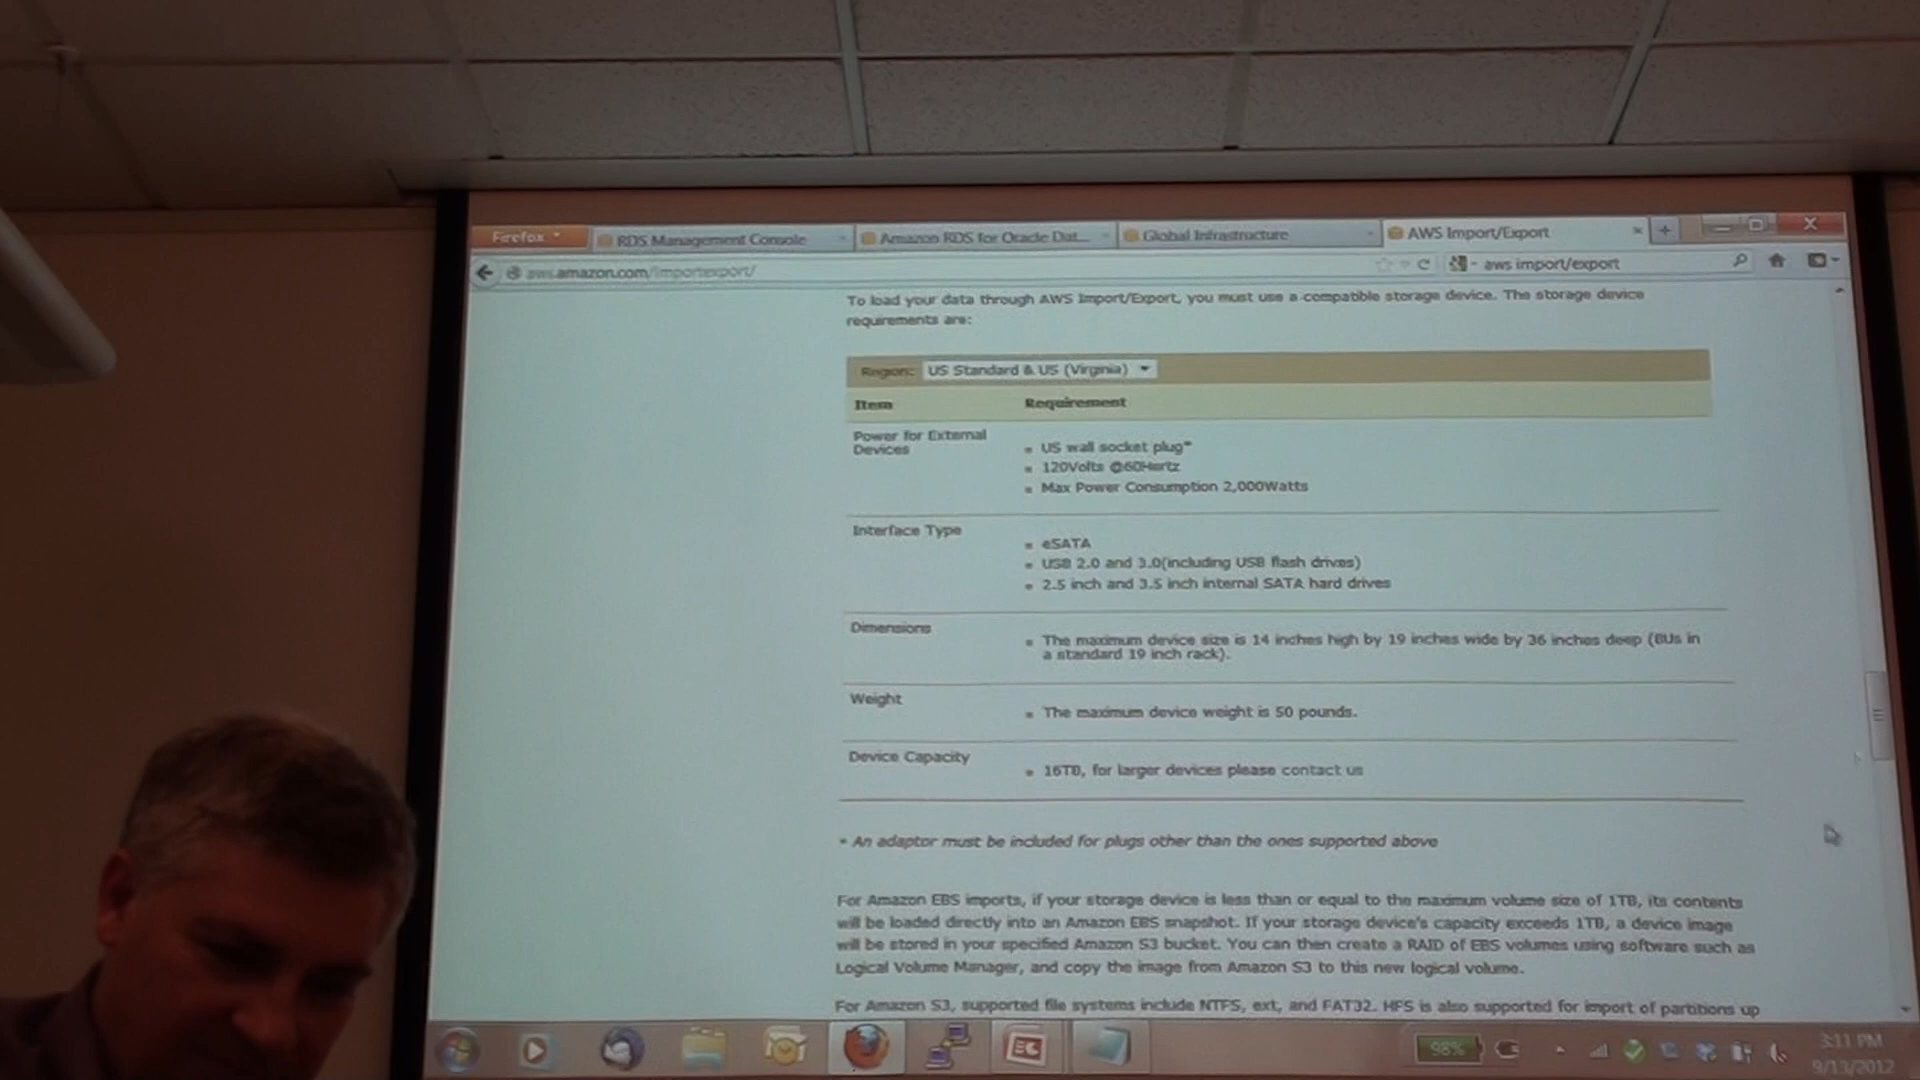 Firefox
RDS Management Console
Amazon RDS for Oracle Dat...
Global Infrastructure
AWS Import/Export
aws.amazon.com/importexport/
aws import/export
To load your data through AWS Import/Export, you must use a compatible storage device. The storage device
requirements are:
Region: US Standard & US (Virginia)
Item Requirement
Power for External
Devices
US wall socket plug*
120Volts @60Hertz
Max Power Consumption 2,000Watts
Interface Type
eSATA
USB 2.0 and 3.0(including USB flash drives)
2.5 inch and 3.5 inch internal SATA hard drives
Dimensions
The maximum device size is 14 inches high by 19 inches wide by 36 inches deep (8Us in
a standard 19 inch rack).
Weight
The maximum device weight is 50 pounds.
Device Capacity
16TB, for larger devices please contact us
* An adaptor must be included for plugs other than the ones supported above
For Amazon EBS imports, if your storage device is less than or equal to the maximum volume size of 1TB, its contents
will be loaded directly into an Amazon EBS snapshot. If your storage device's capacity exceeds 1TB, a device image
will be stored in your specified Amazon S3 bucket. You can then create a RAID of EBS volumes using software such as
Logical Volume Manager, and copy the image from Amazon S3 to this new logical volume.
For Amazon S3, supported file systems include NTFS, ext, and FAT32. HFS is also supported for import of partitions up
98%
3:11 PM
9/13/2012